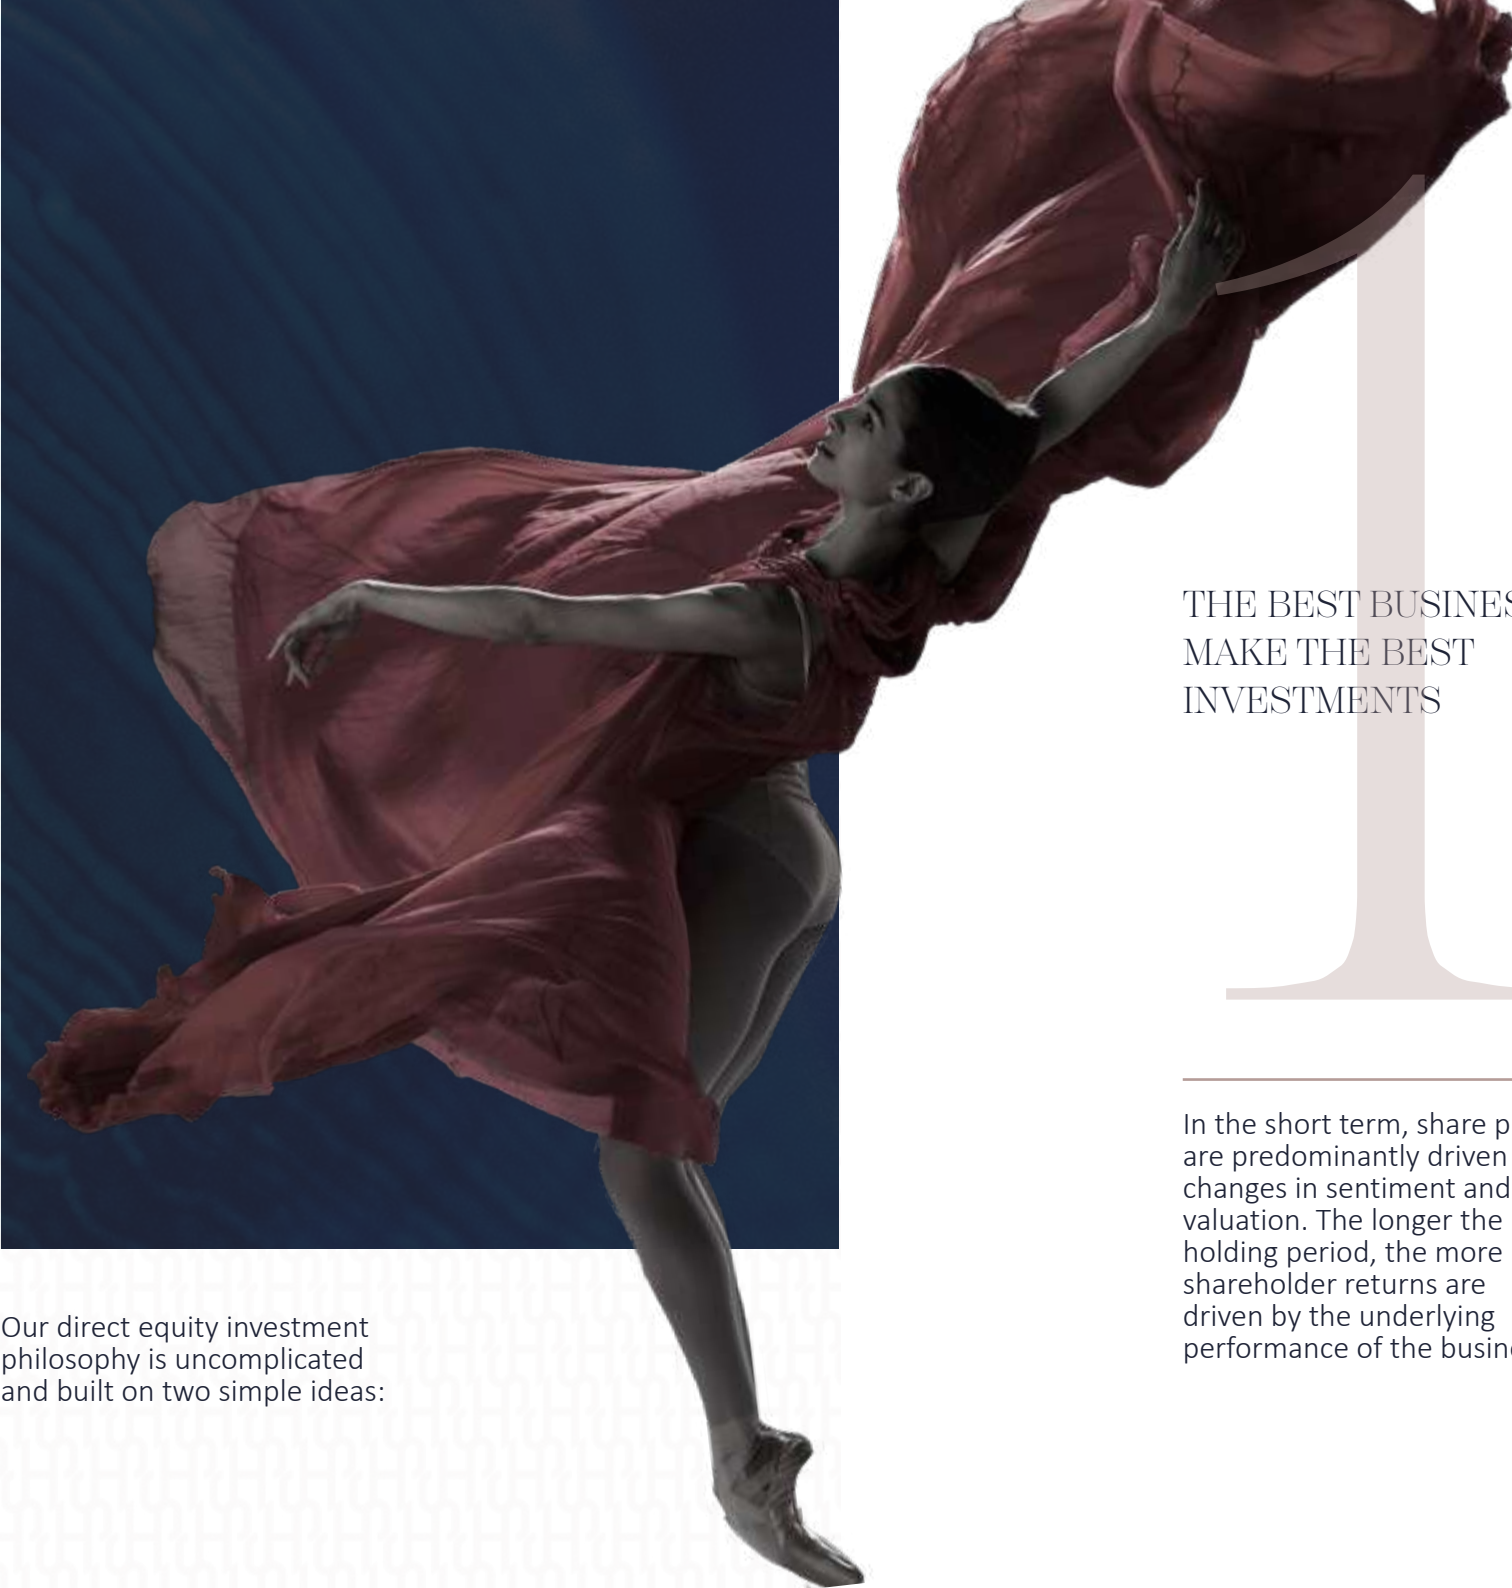 1
THE BEST BUSINES
MAKE THE BEST
INVESTMENTS
In the short term, share p
are predominantly driven
changes in sentiment and
valuation. The longer the
holding period, the more
shareholder returns are
driven by the underlying
performance of the busin
Our direct equity investment
philosophy is uncomplicated
and built on two simple ideas: